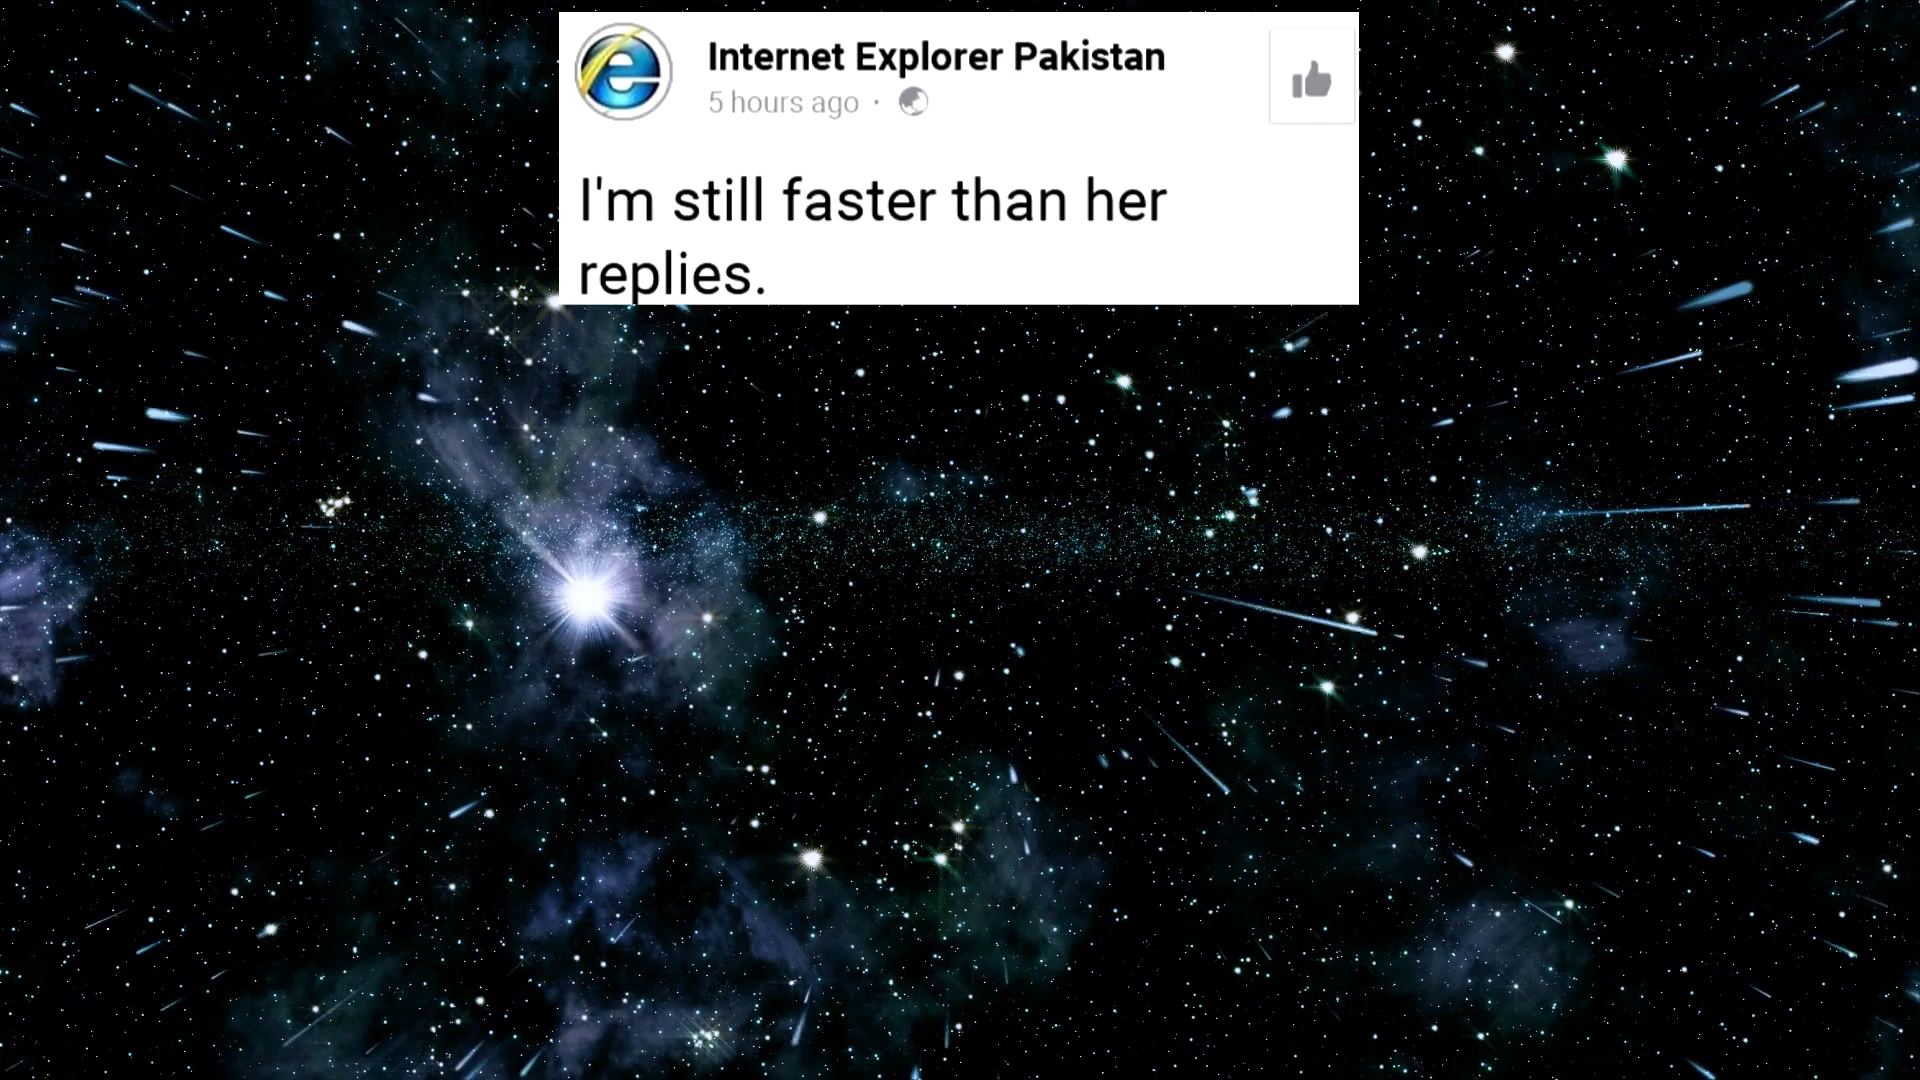 Internet Explorer Pakistan
5 hours ago ·
I'm still faster than her
replies.